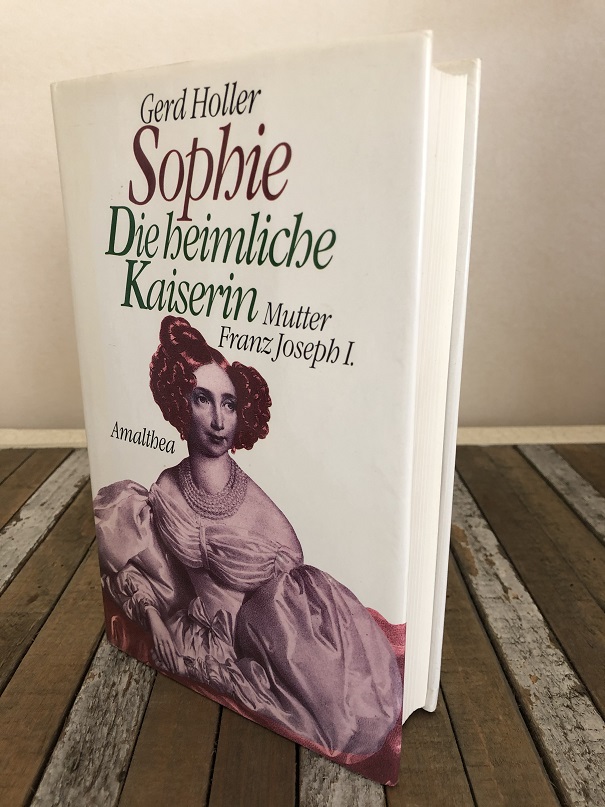 Gerd Holler
Sophie
Die heimliche
Kaiserin Mutter
Franz Joseph I.
Amalthea